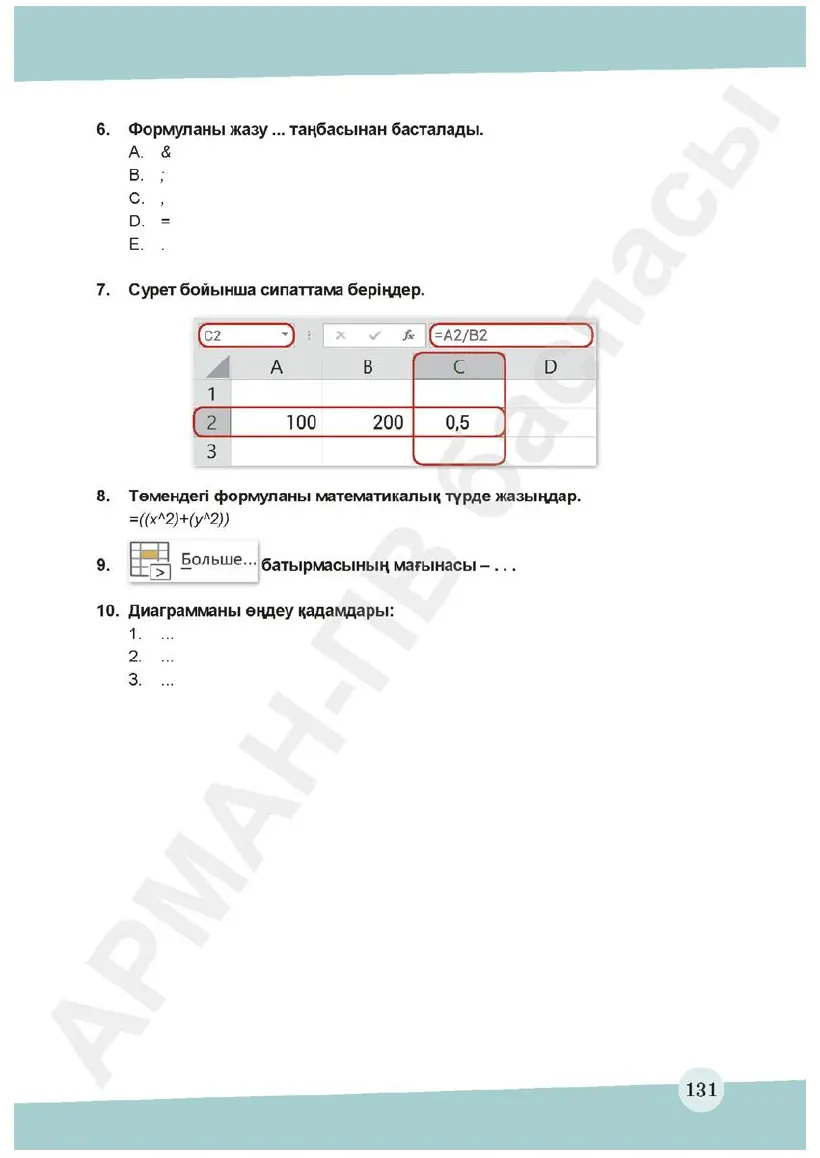 6. Формуланы жазу ... таңбасынан басталады.
A. &
B. ;
C. ,
D. =
E. .
7. Сурет бойынша сипаттама беріңдер.
C2 fx =A2/B2
A B C D
1
2 100 200 0,5
3
8. Төмендегі формуланы математикалық түрде жазыңдар.
=((x^2)+(y^2))
9. Больше... батырмасының мағынасы – . . .
10. Диаграмманы өңдеу қадамдары:
1. ...
2. ...
3. ...
АРМАН-ПВ баспасы
131